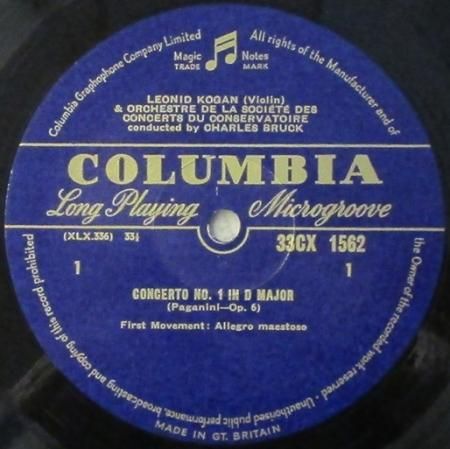 Columbia Graphophone Company Limited
Magic Notes
TRADE MARK
All rights of the Manufacturer and of
the Owner of the recorded work reserved - Unauthorised public performance, broadcasting
and copying of this record prohibited
LEONID KOGAN (Violin)
& ORCHESTRE DE LA SOCIÉTÉ DES
CONCERTS DU CONSERVATOIRE
conducted by CHARLES BRUCK
COLUMBIA
Long Playing Microgroove
(XLX.336) 33⅓
33CX 1562
1 1
CONCERTO NO. 1 IN D MAJOR
(Paganini—Op. 6)
First Movement: Allegro maestoso
MADE IN GT. BRITAIN